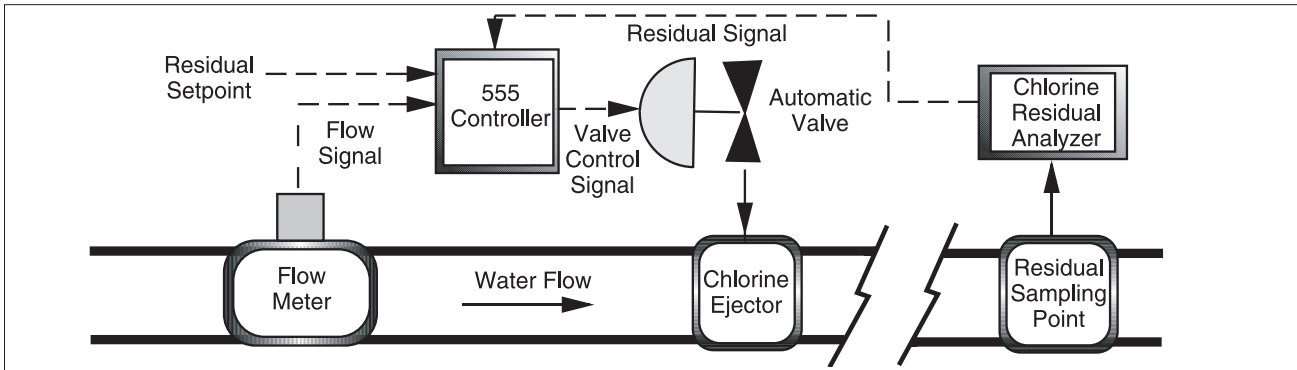 Residual Signal
Residual
Setpoint
555
Controller
Flow
Signal
Valve
Control
Signal
Automatic
Valve
Chlorine
Residual
Analyzer
Flow
Meter
Water Flow
Chlorine
Ejector
Residual
Sampling
Point